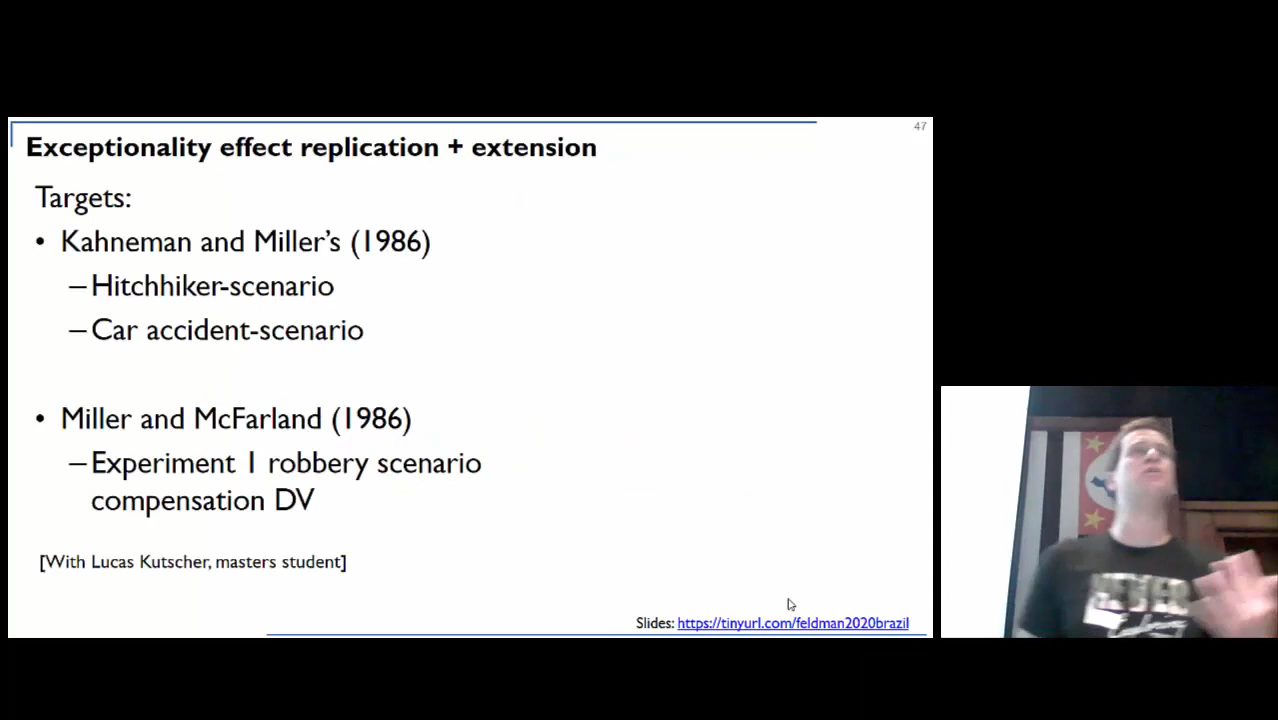 47
Exceptionality effect replication + extension
Targets:
• Kahneman and Miller's (1986)
–Hitchhiker-scenario
–Car accident-scenario
• Miller and McFarland (1986)
–Experiment 1 robbery scenario
compensation DV
[With Lucas Kutscher, masters student]
Slides: https://tinyurl.com/feldman2020brazil